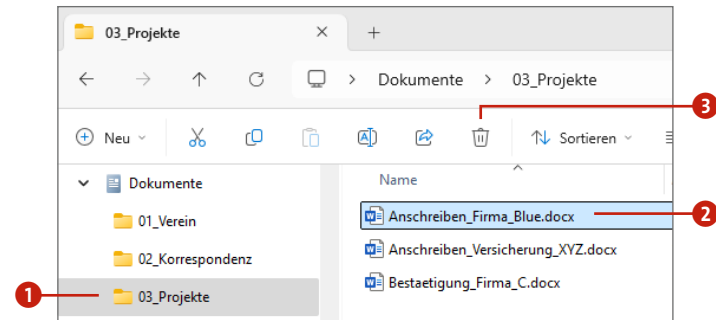 03_Projekte
Dokumente > 03_Projekte
3
Neu Sortieren
Dokumente
Name
01_Verein
Anschreiben_Firma_Blue.docx
2
02_Korrespondenz
Anschreiben_Versicherung_XYZ.docx
1
03_Projekte
Bestaetigung_Firma_C.docx